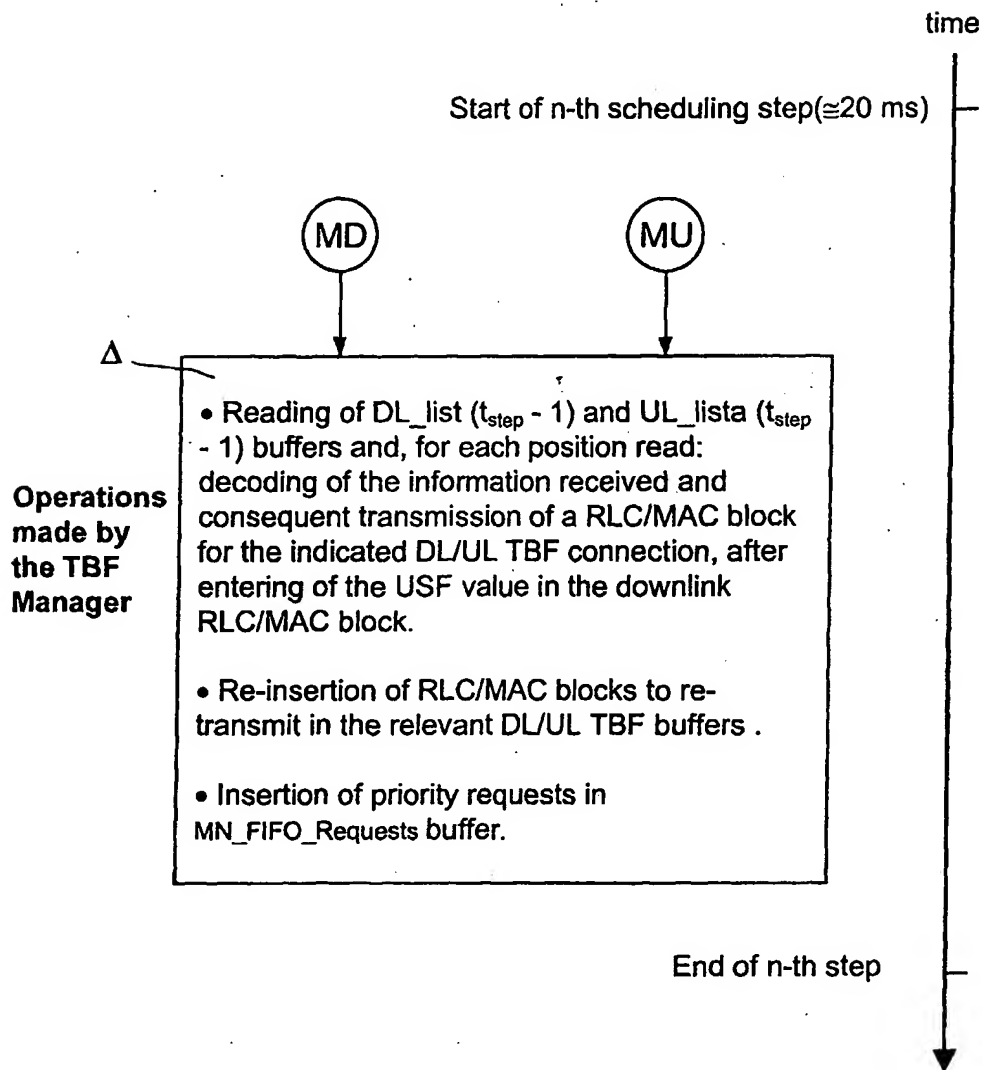 time
Start of n-th scheduling step(≅20 ms)
MD
MU
Δ
• Reading of DL_list (tstep - 1) and UL_lista (tstep
- 1) buffers and, for each position read:
decoding of the information received and
consequent transmission of a RLC/MAC block
for the indicated DL/UL TBF connection, after
entering of the USF value in the downlink
RLC/MAC block.
• Re-insertion of RLC/MAC blocks to re-
transmit in the relevant DL/UL TBF buffers .
• Insertion of priority requests in
MN_FIFO_Requests buffer.
Operations
made by
the TBF
Manager
End of n-th step